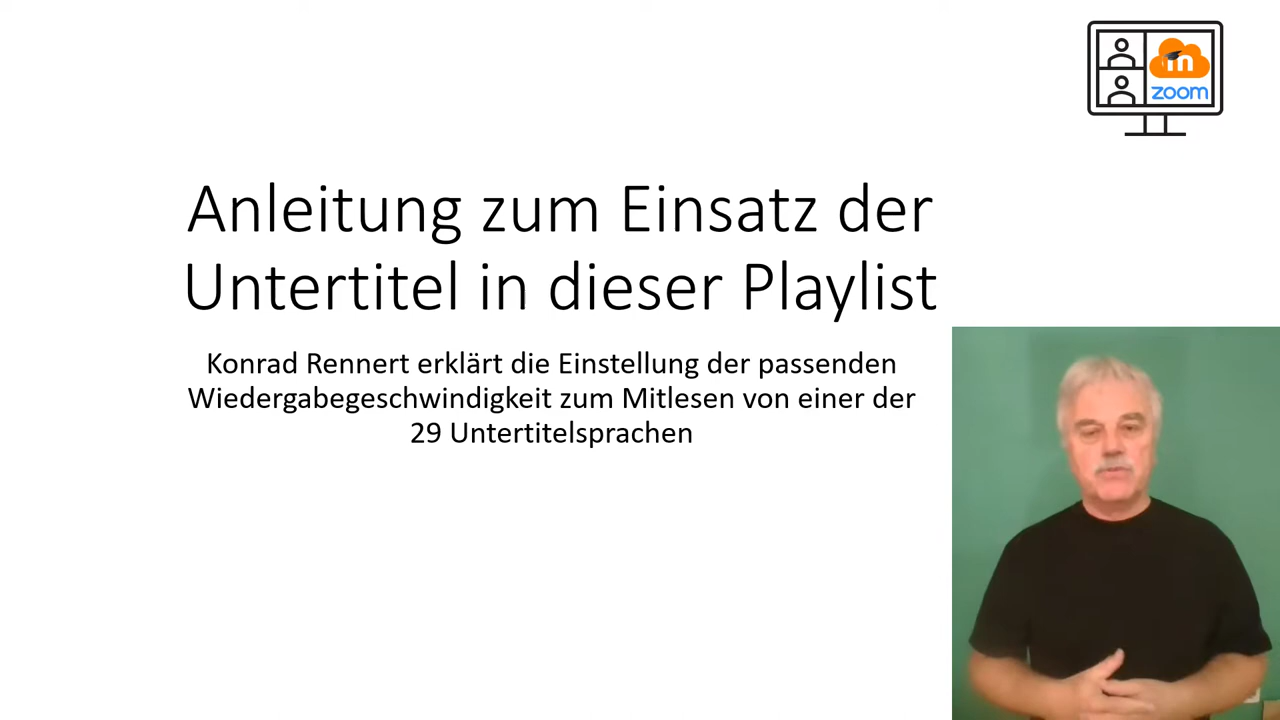 zoom
Anleitung zum Einsatz der
Untertitel in dieser Playlist
Konrad Rennert erklärt die Einstellung der passenden
Wiedergabegeschwindigkeit zum Mitlesen von einer der
29 Untertitelsprachen